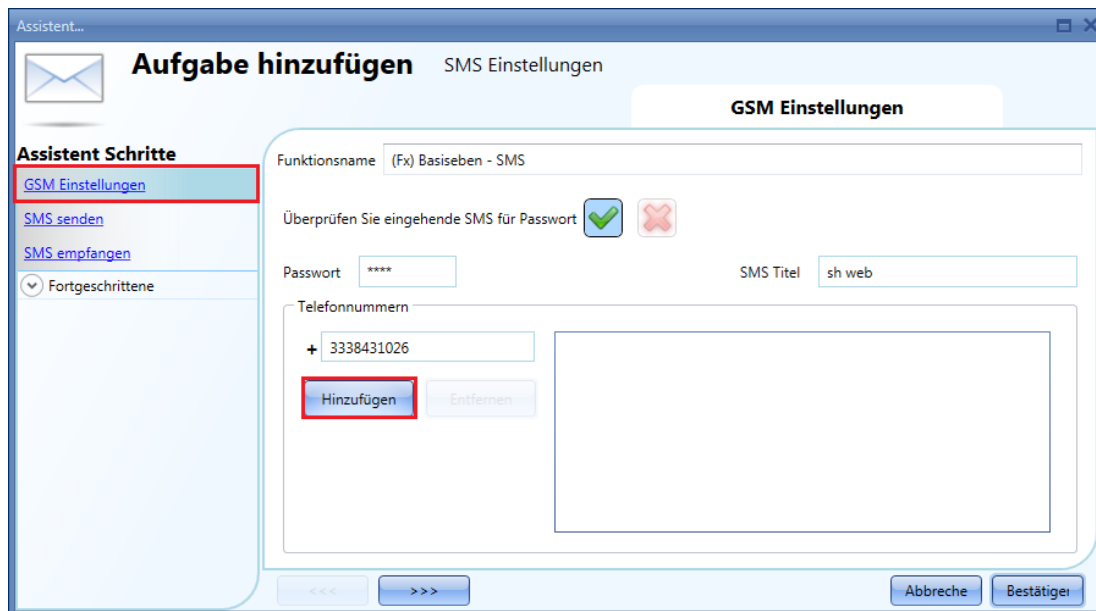 Assistent...
Aufgabe hinzufügen SMS Einstellungen
GSM Einstellungen
Assistent Schritte
GSM Einstellungen
SMS senden
SMS empfangen
Fortgeschrittene
Funktionsname (Fx) Basiseben - SMS
Überprüfen Sie eingehende SMS für Passwort
Passwort **** SMS Titel sh web
Telefonnummern
+ 3338431026
Hinzufügen Entfernen
<<< >>> Abbreche Bestätiger